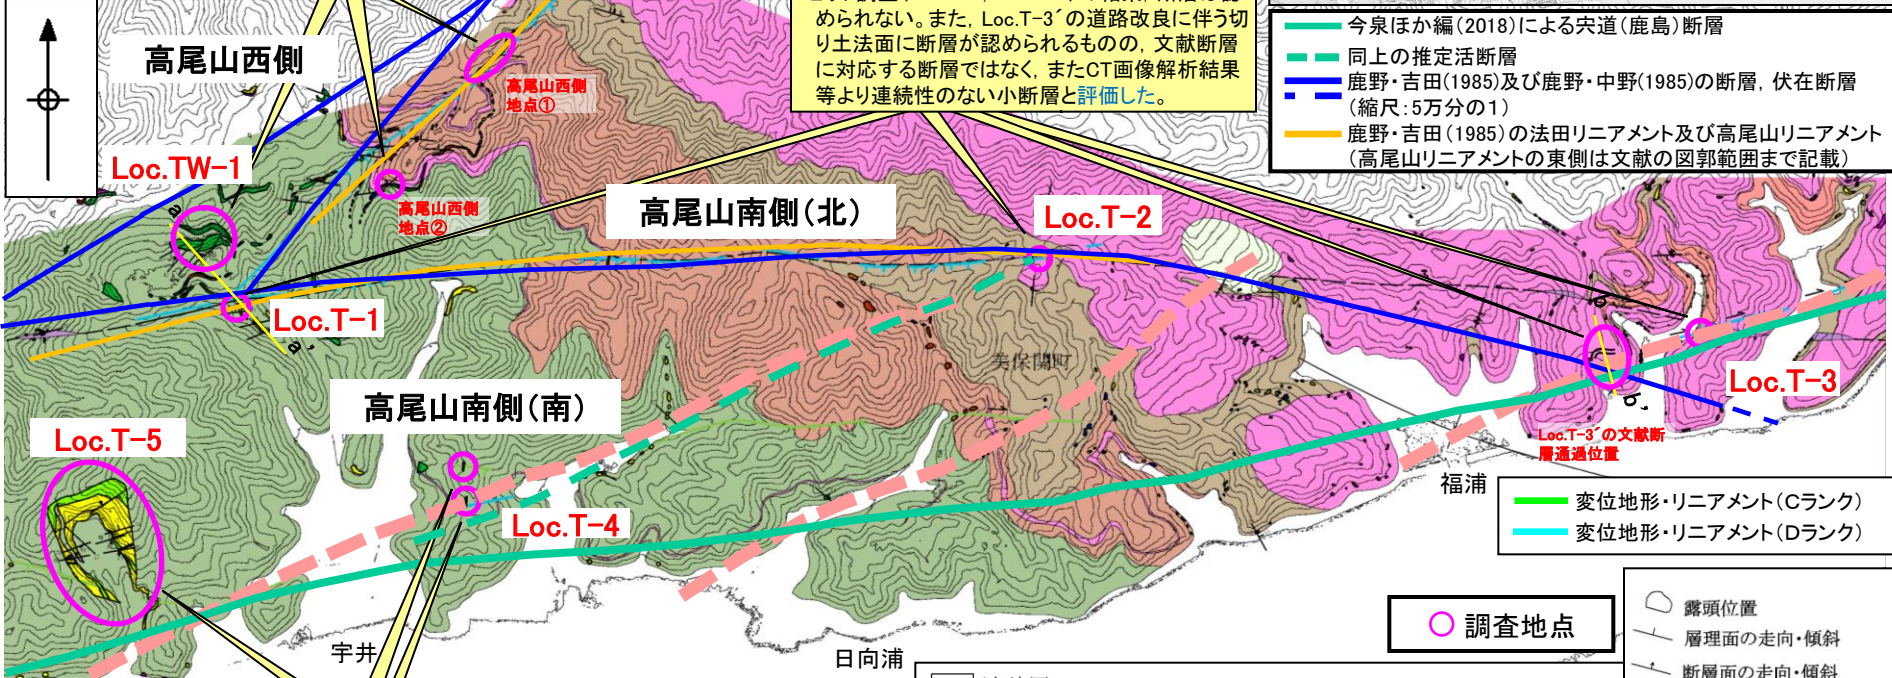 められない。また，Loc.T-3´の道路改良に伴う切
り土法面に断層が認められるものの，文献断層
に対応する断層ではなく，またCT画像解析結果
等より連続性のない小断層と評価した。
今泉ほか編(2018)による宍道(鹿島)断層
同上の推定活断層
鹿野・吉田(1985)及び鹿野・中野(1985)の断層，伏在断層
(縮尺:5万分の1)
鹿野・吉田(1985)の法田リニアメント及び高尾山リニアメント
(高尾山リニアメントの東側は文献の図郭範囲まで記載)
高尾山西側
高尾山西側
地点①
Loc.TW-1
高尾山西側
地点②
高尾山南側(北)
Loc.T-2
a
Loc.T-1
a'
美保関町
b
Loc.T-3
b'
高尾山南側(南)
Loc.T-5
Loc.T-4
Loc.T-3´の文献断
層通過位置
福浦
変位地形・リニアメント(Cランク)
変位地形・リニアメント(Dランク)
調査地点
露頭位置
層理面の走向・傾斜
断層面の走向・傾斜
宇井
日向浦